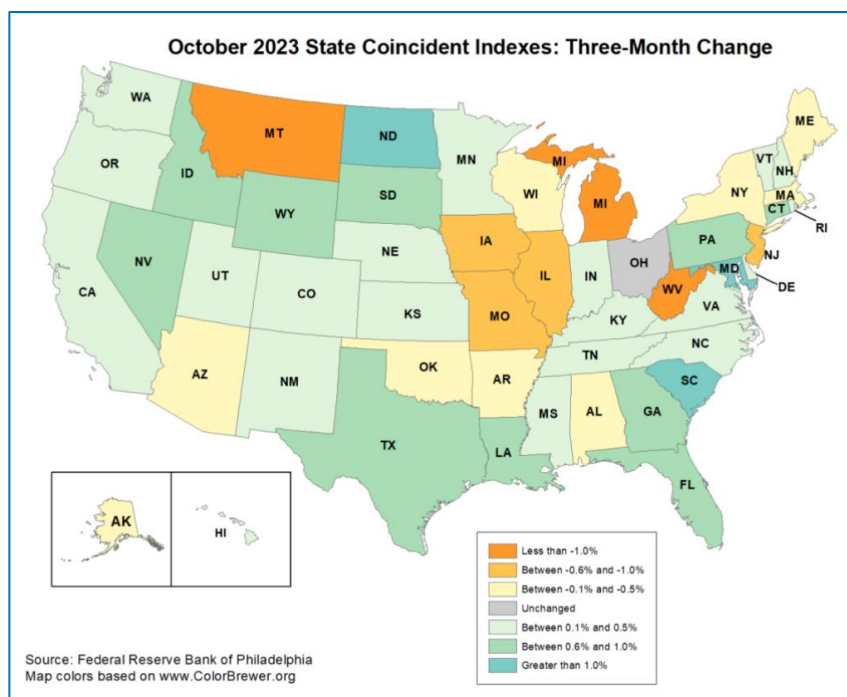 October 2023 State Coincident Indexes: Three-Month Change
WA
MT
ND
MN
ME
VT
NH
OR
ID
SD
WI
MI
NY
MA
CT
RI
WY
MI
IA
NE
PA
NJ
NV
UT
IL
IN
OH
MD
DE
CA
CO
WV
VA
KS
MO
KY
NC
TN
AZ
NM
OK
AR
SC
MS
AL
GA
TX
LA
FL
AK
HI
Less than -1.0%
Between -0.6% and -1.0%
Between -0.1% and -0.5%
Unchanged
Between 0.1% and 0.5%
Between 0.6% and 1.0%
Greater than 1.0%
Source: Federal Reserve Bank of Philadelphia
Map colors based on www.ColorBrewer.org